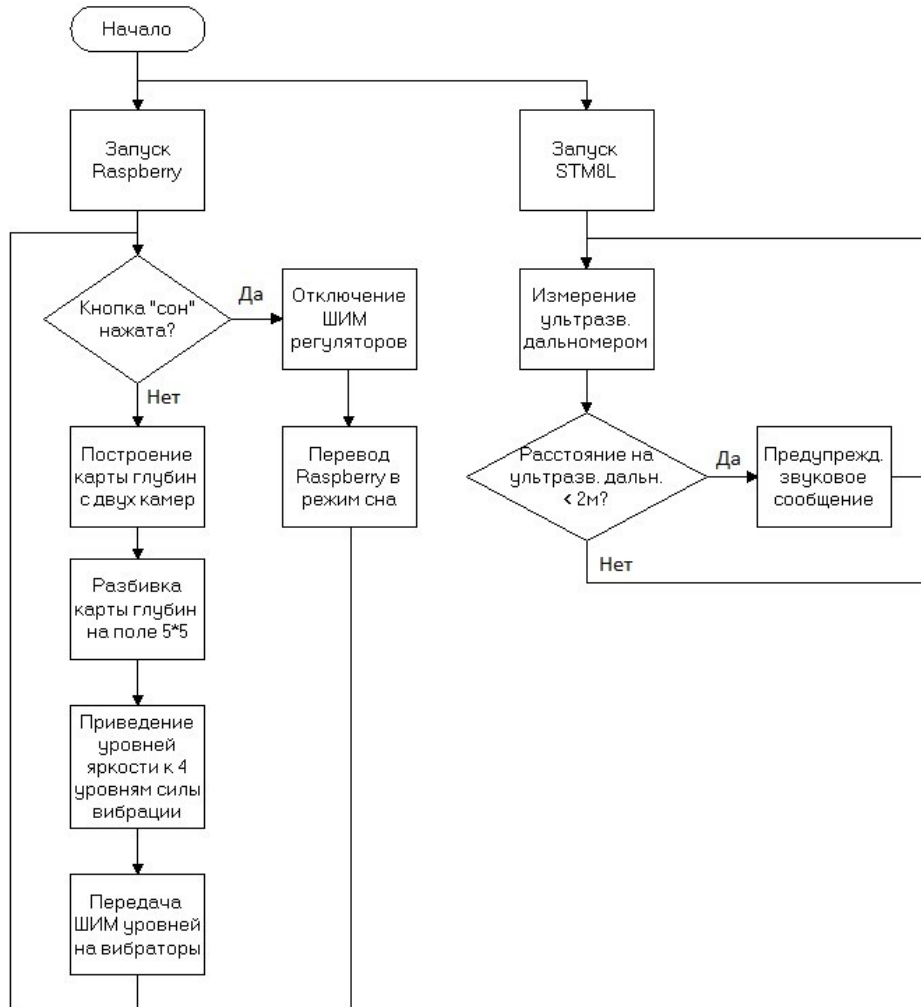 Начало
Запуск
Raspberry
Запуск
STM8L
Кнопка "сон"
нажата?
Да
Отключение
ШИМ
регуляторов
Измерение
ультразв.
дальномером
Нет
Построение
карты глубин
с двух камер
Перевод
Raspberry в
режим сна
Расстояние на
ультразв. дальн.
< 2м?
Да
Предупрежд.
звуковое
сообщение
Нет
Разбивка
карты глубин
на поле 5*5
Приведение
уровней
яркости к 4
уровням силы
вибрации
Передача
ШИМ уровней
на вибраторы